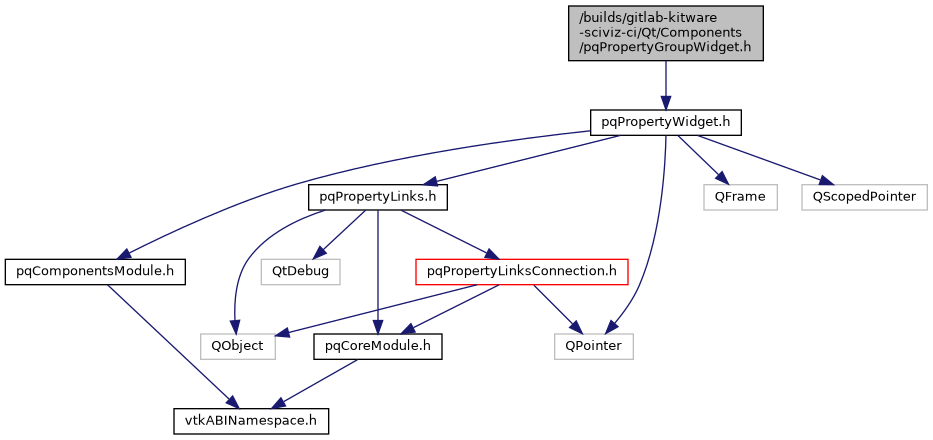 /builds/gitlab-kitware
-sciviz-ci/Qt/Components
/pqPropertyGroupWidget.h
pqPropertyWidget.h
pqPropertyLinks.h
QFrame
QScopedPointer
pqComponentsModule.h
QtDebug
pqPropertyLinksConnection.h
QObject
pqCoreModule.h
QPointer
vtkABINamespace.h